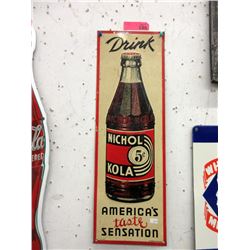 Drink
NICHOL
5¢
KOLA
AMERICA'S
taste
SENSATION